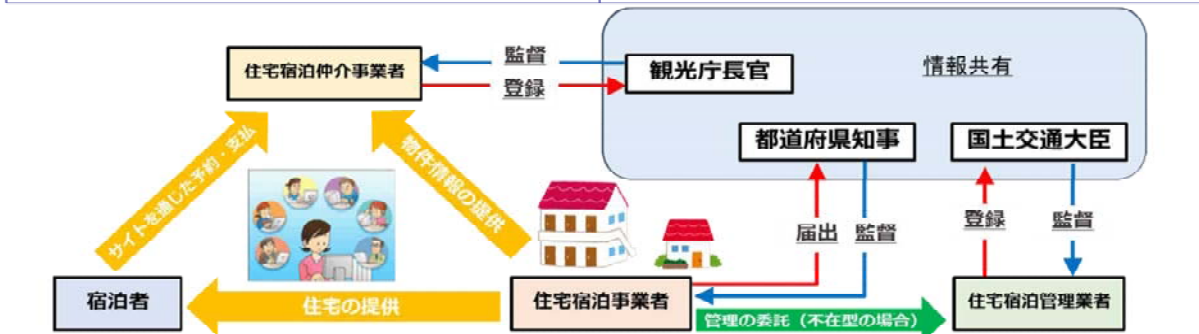 住宅宿泊仲介事業者
監督
登録
観光庁長官
情報共有
都道府県知事
国土交通大臣
サイトを通じた予約・支払
物件情報の提供
届出
監督
登録
監督
宿泊者
住宅の提供
住宅宿泊事業者
管理の委託（不在型の場合）
住宅宿泊管理業者